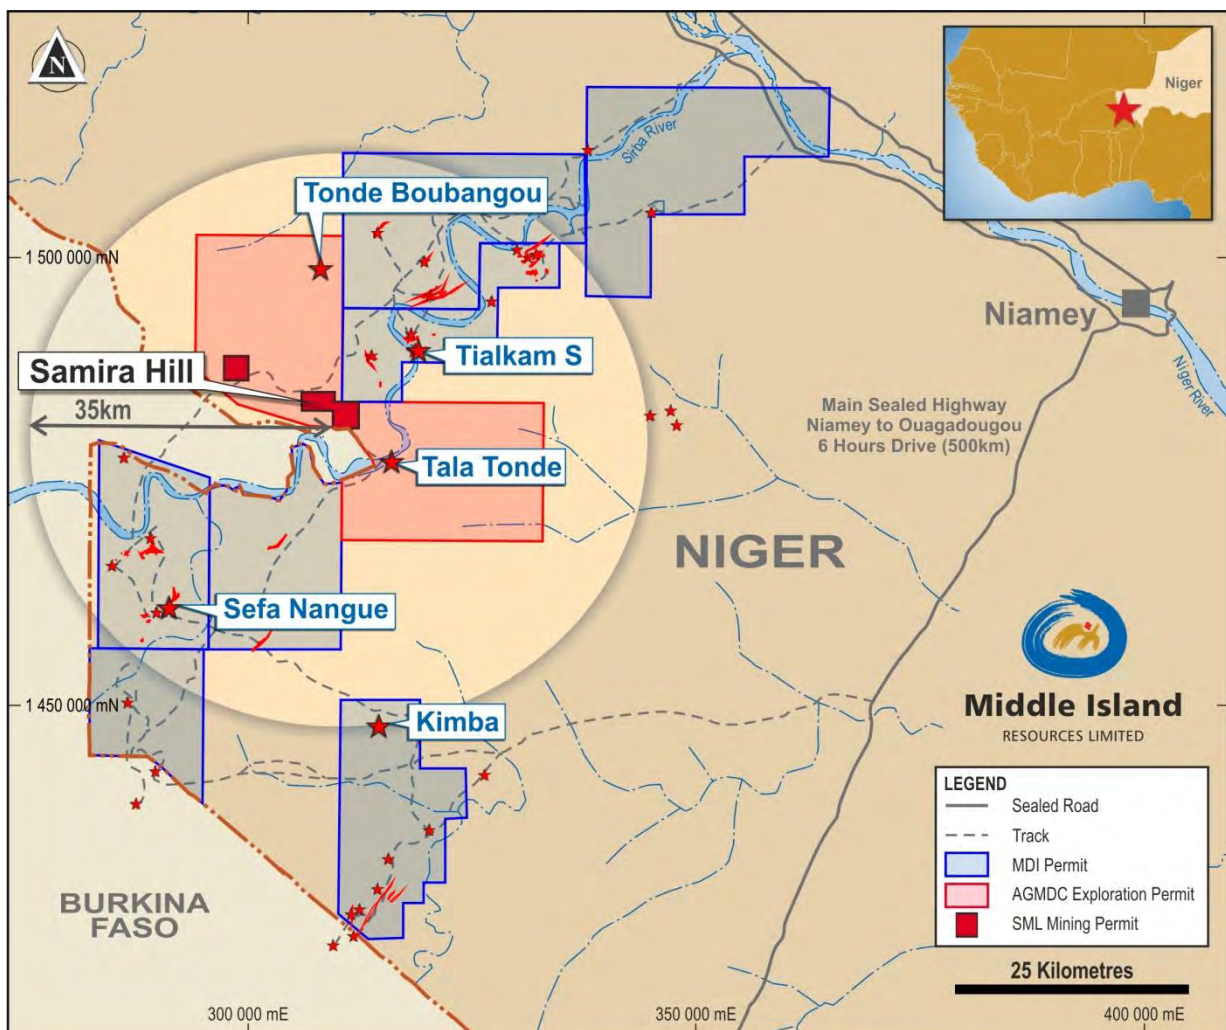 N
Niger
Sirba River
Tonde Boubangou
1 500 000 mN
Niamey
Tialkam S
Samira Hill
35km
Niger River
Main Sealed Highway
Niamey to Ouagadougou
6 Hours Drive (500km)
Tala Tonde
NIGER
Sefa Nangue
1 450 000 mN
Kimba
Middle Island
RESOURCES LIMITED
LEGEND
Sealed Road
Track
MDI Permit
AGMDC Exploration Permit
SML Mining Permit
BURKINA
FASO
25 Kilometres
300 000 mE
350 000 mE
400 000 mE